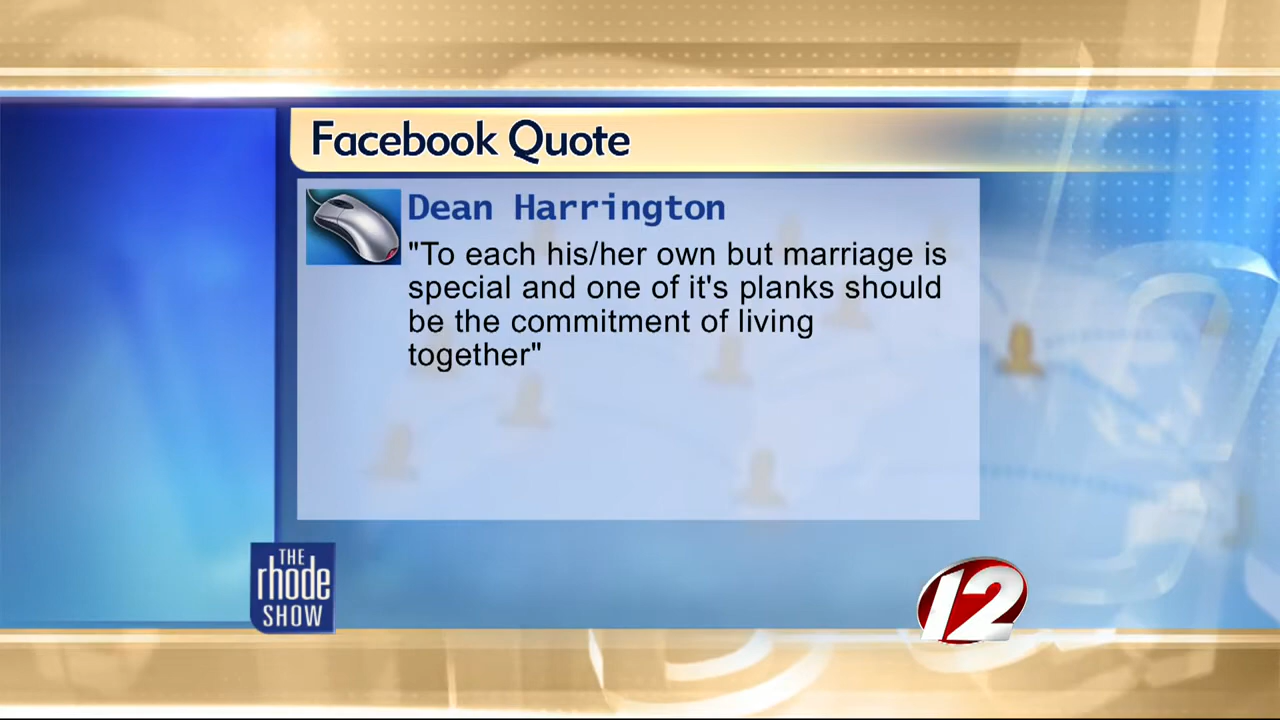 Facebook Quote
Dean Harrington
"To each his/her own but marriage is
special and one of it's planks should
be the commitment of living
together"
THE
rhode
SHOW
12